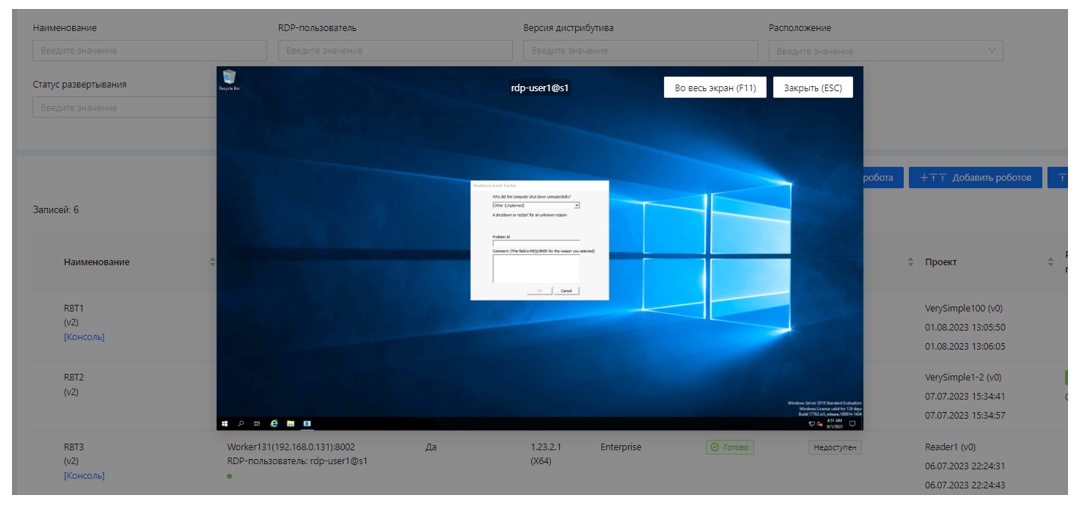 Наименование
RDP-пользователь
Версия дистрибутива
Расположение
Введите значение
Введите значение
Введите значение
Введите значение
Статус развертывания
Введите значение
Recycle Bin
rdp-user1@s1
Во весь экран (F11)
Закрыть (ESC)
Shutdown Event Tracker
Why did the computer shut down unexpectedly?
Other (Unplanned)
A shutdown or restart for an unknown reason
Problem ID
Comment: (This field is REQUIRED for the reason you selected)
Cancel
Windows Server 2019 Standard Evaluation
Windows License valid for 124 days
робота
Добавить роботов
Записей: 6
Наименование
Проект
RBT1
(v2)
[Консоль]
VerySimple100 (v0)
01.08.2023 13:05:50
01.08.2023 13:06:05
RBT2
(v2)
VerySimple1-2 (v0)
07.07.2023 15:34:41
07.07.2023 15:34:57
RBT3
(v2)
[Консоль]
Worker131(192.168.0.131):8002
RDP-пользователь: rdp-user1@s1
Да
1.23.2.1
(X64)
Enterprise
Готово
Недоступен
Reader1 (v0)
06.07.2023 22:24:31
06.07.2023 22:24:43